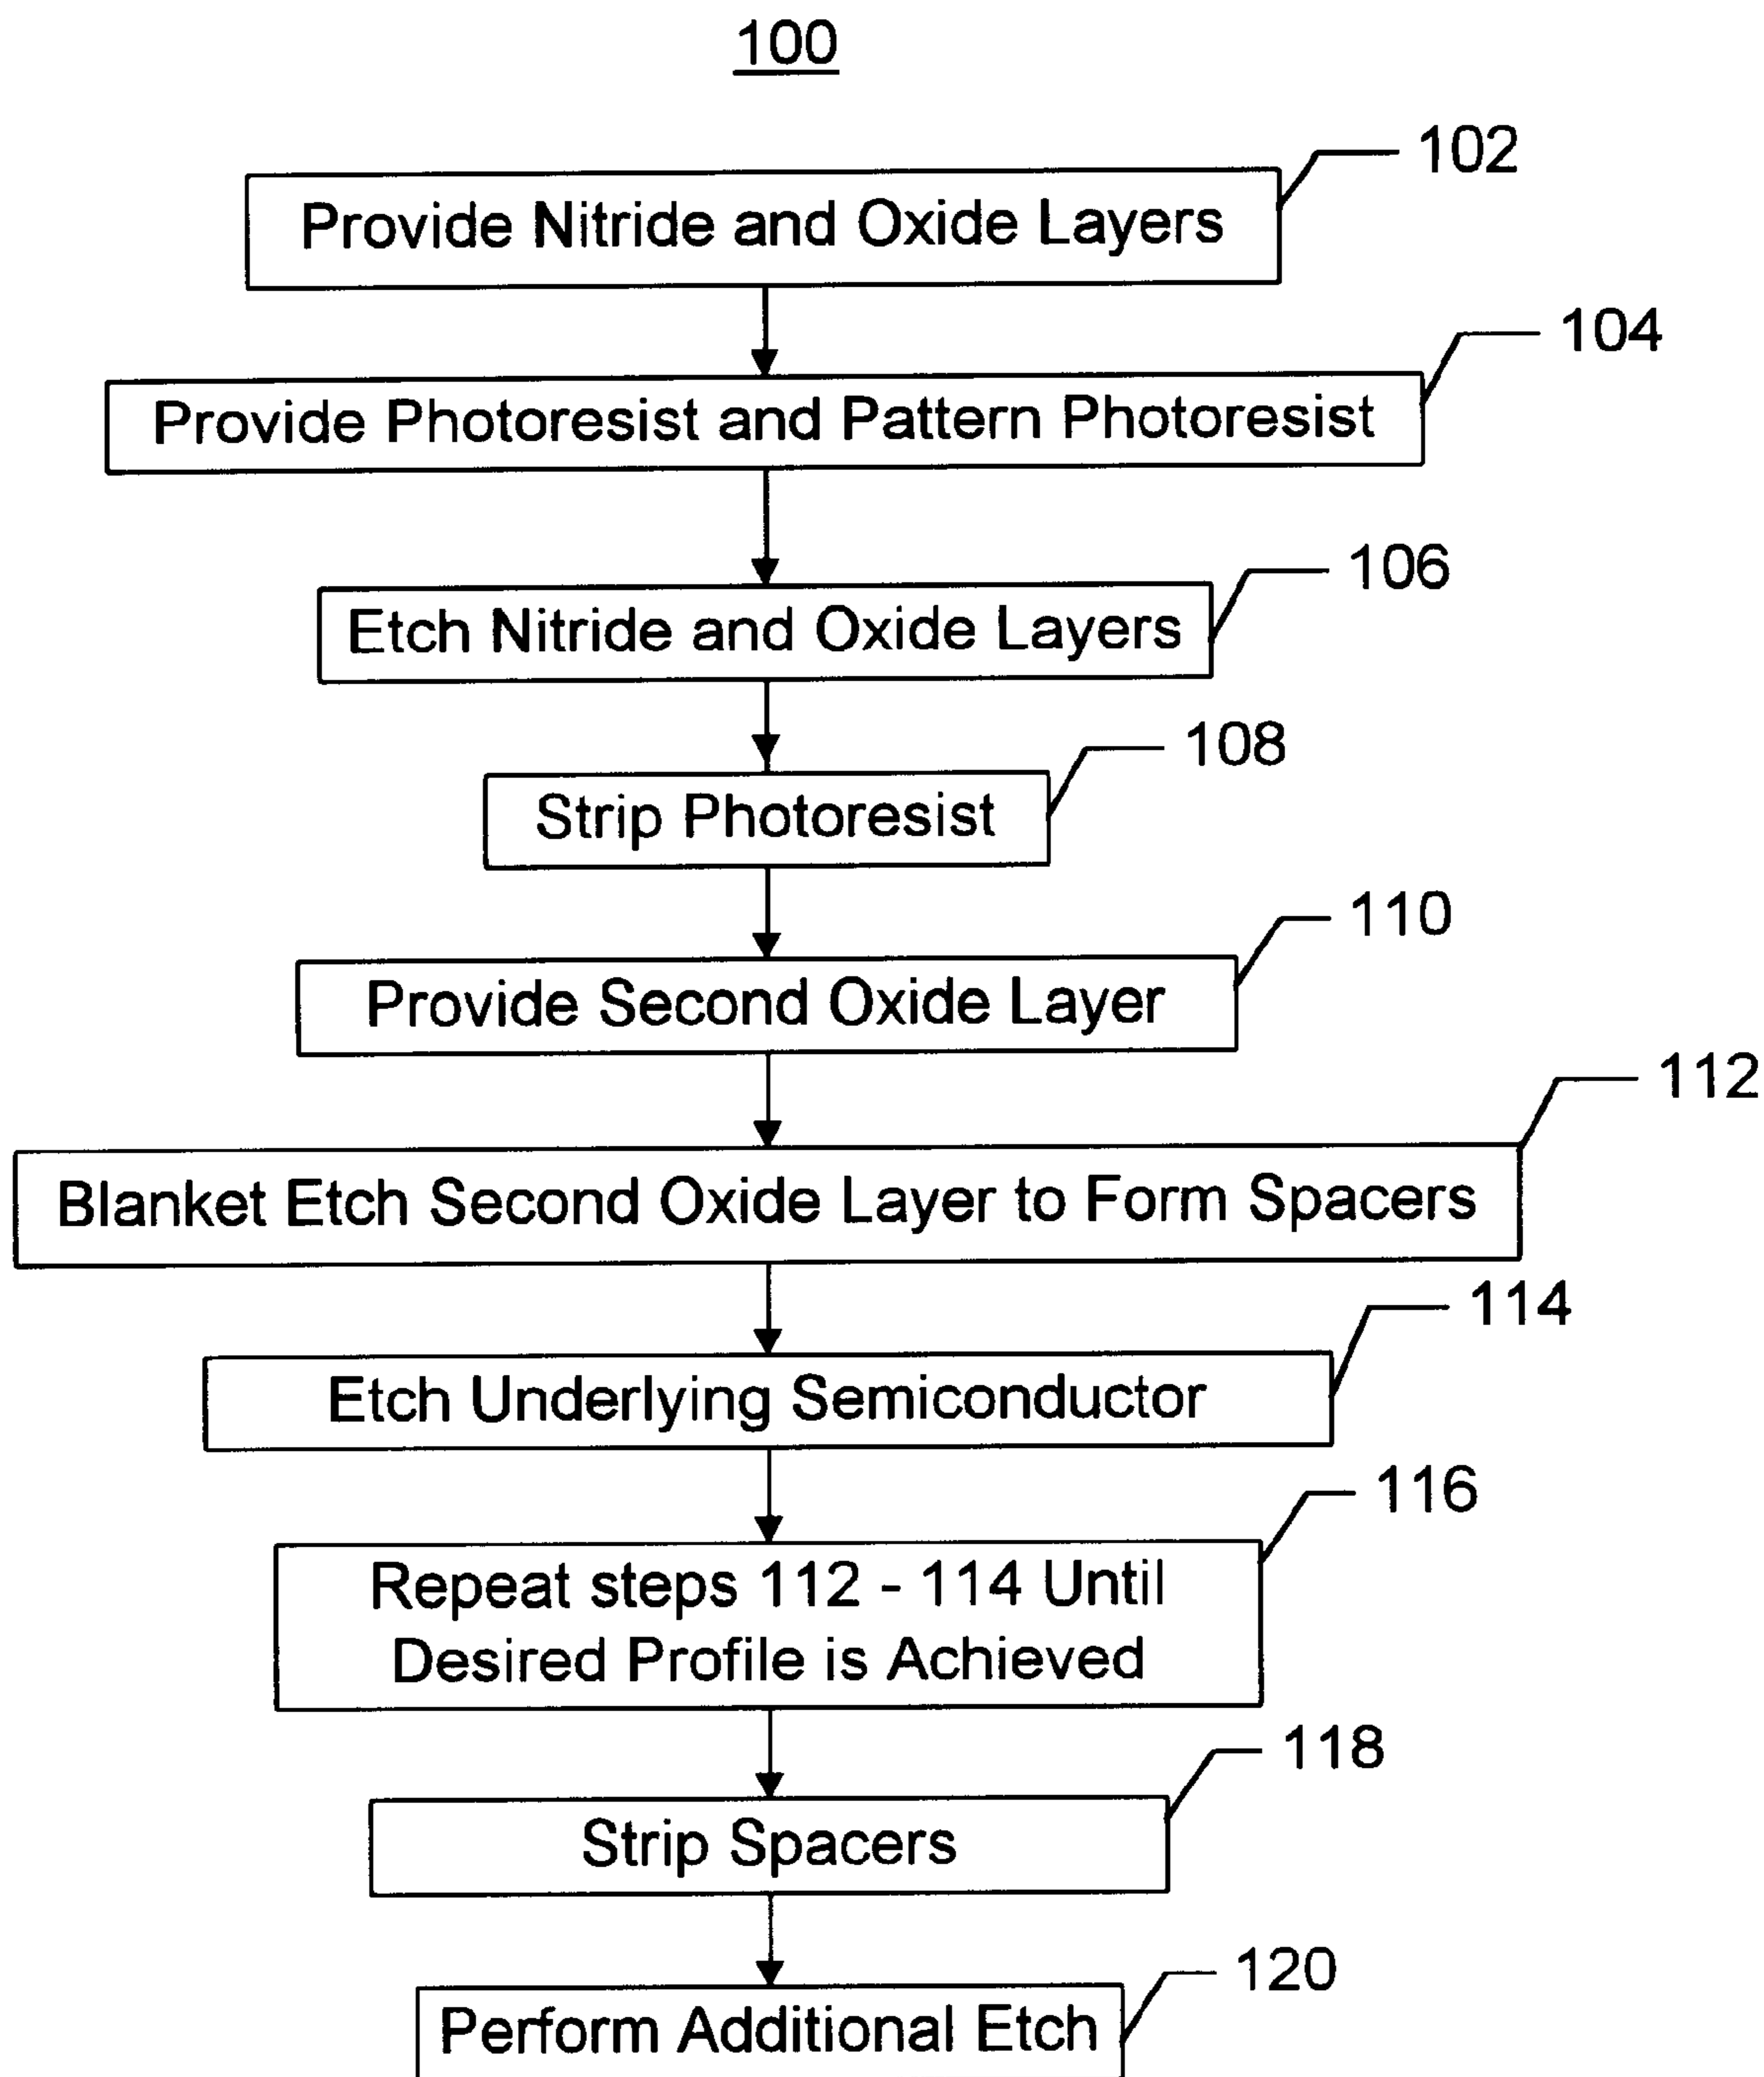 100
102
Provide Nitride and Oxide Layers
104
Provide Photoresist and Pattern Photoresist
106
Etch Nitride and Oxide Layers
108
Strip Photoresist
110
Provide Second Oxide Layer
112
Blanket Etch Second Oxide Layer to Form Spacers
114
Etch Underlying Semiconductor
116
Repeat steps 112 - 114 Until
Desired Profile is Achieved
118
Strip Spacers
120
Perform Additional Etch